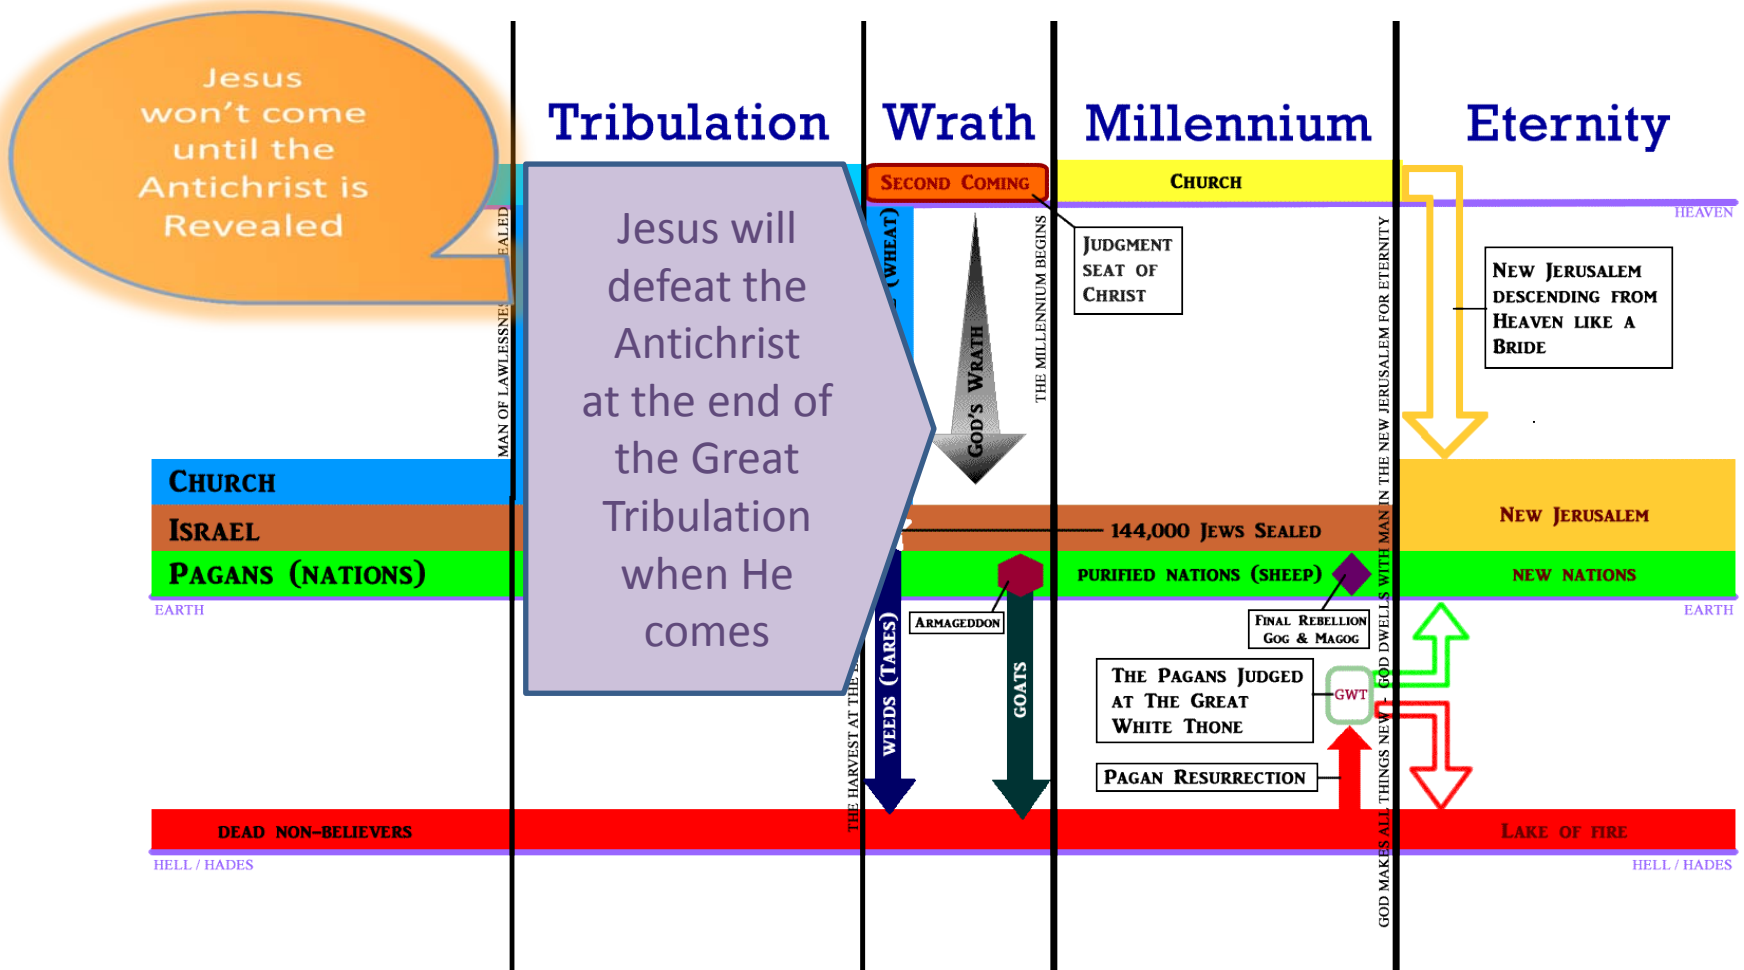 Jesus
won't come
until the
Antichrist is
Revealed
Tribulation
Wrath
Millennium
Eternity
Jesus will
defeat the
Antichrist
at the end of
the Great
Tribulation
when He
comes
SECOND COMING
CHURCH
HEAVEN
MAN OF LAWLESSNES EALED
(WHEAT)
GOD'S WRATH
THE MILLENNIUM BEGINS
JUDGMENT
SEAT OF
CHRIST
NEW JERUSALEM
DESCENDING FROM
HEAVEN LIKE A
BRIDE
GOD MAKES ALL THINGS NEW - GOD DWELLS WITH MAN IN THE NEW JERUSALEM FOR ETERNITY
CHURCH
ISRAEL
144,000 JEWS SEALED
NEW JERUSALEM
PAGANS (NATIONS)
PURIFIED NATIONS (SHEEP)
NEW NATIONS
EARTH
EARTH
ARMAGEDDON
FINAL REBELLION
GOG & MAGOG
THE HARVEST AT THE
WEEDS (TARES)
GOATS
THE PAGANS JUDGED
AT THE GREAT
WHITE THONE
GWT
PAGAN RESURRECTION
DEAD NON-BELIEVERS
LAKE OF FIRE
HELL / HADES
HELL / HADES